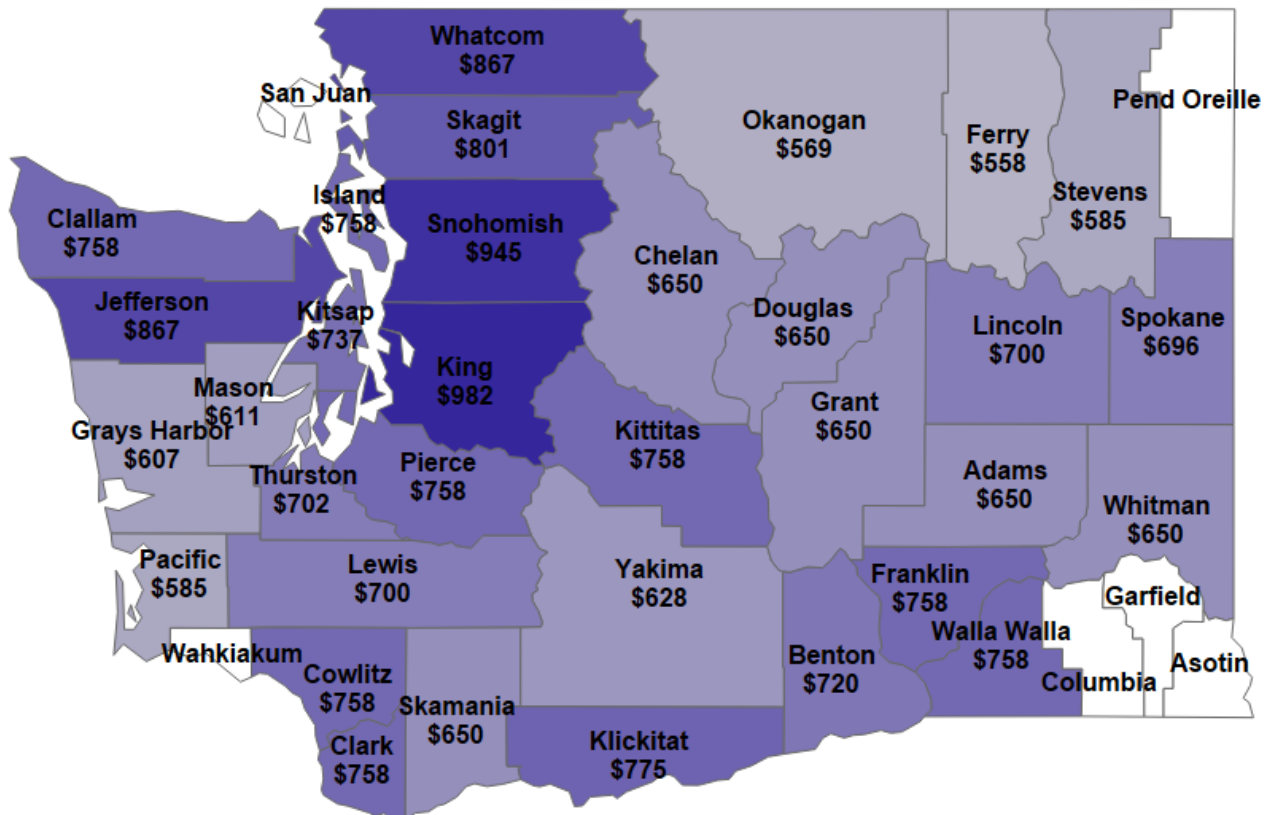 Whatcom
$867
San Juan
Pend Oreille
Skagit
$801
Okanogan
$569
Ferry
$558
Stevens
$585
Island
$758
Clallam
$758
Snohomish
$945
Chelan
$650
Jefferson
$867
Kitsap
$737
Douglas
$650
Lincoln
$700
Spokane
$696
King
$982
Mason
$611
Grays Harbor
$607
Grant
$650
Kittitas
$758
Pierce
$758
Thurston
$702
Adams
$650
Whitman
$650
Pacific
$585
Lewis
$700
Yakima
$628
Franklin
$758
Garfield
Walla Walla
$758
Wahkiakum
Benton
$720
Asotin
Columbia
Cowlitz
$758
Skamania
$650
Clark
$758
Klickitat
$775